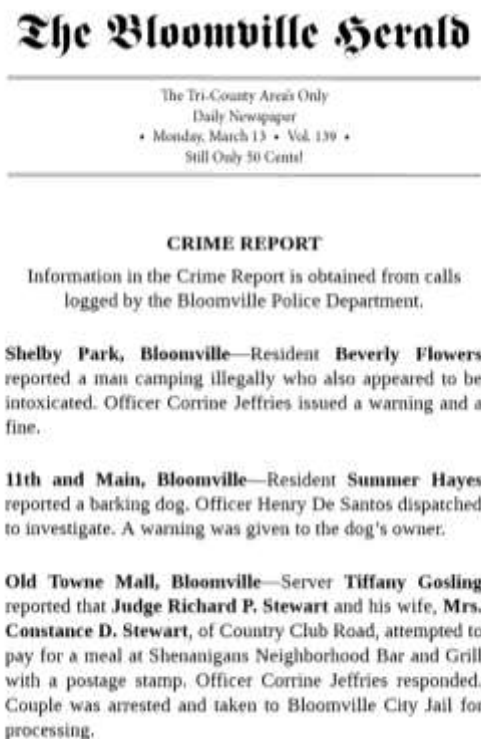 The Bloomville Herald
The Tri-County Area's Only
Daily Newspaper
• Monday, March 13 • Vol. 139 •
Still Only 50 Cents!
CRIME REPORT
Information in the Crime Report is obtained from calls
logged by the Bloomville Police Department.
Shelby Park, Bloomville—Resident Beverly Flowers
reported a man camping illegally who also appeared to be
intoxicated. Officer Corrine Jeffries issued a warning and a
fine.
11th and Main, Bloomville—Resident Summer Hayes
reported a barking dog. Officer Henry De Santos dispatched
to investigate. A warning was given to the dog's owner.
Old Towne Mall, Bloomville—Server Tiffany Gosling
reported that Judge Richard P. Stewart and his wife, Mrs.
Constance D. Stewart, of Country Club Road, attempted to
pay for a meal at Shenanigans Neighborhood Bar and Grill
with a postage stamp. Officer Corrine Jeffries responded.
Couple was arrested and taken to Bloomville City Jail for
processing.